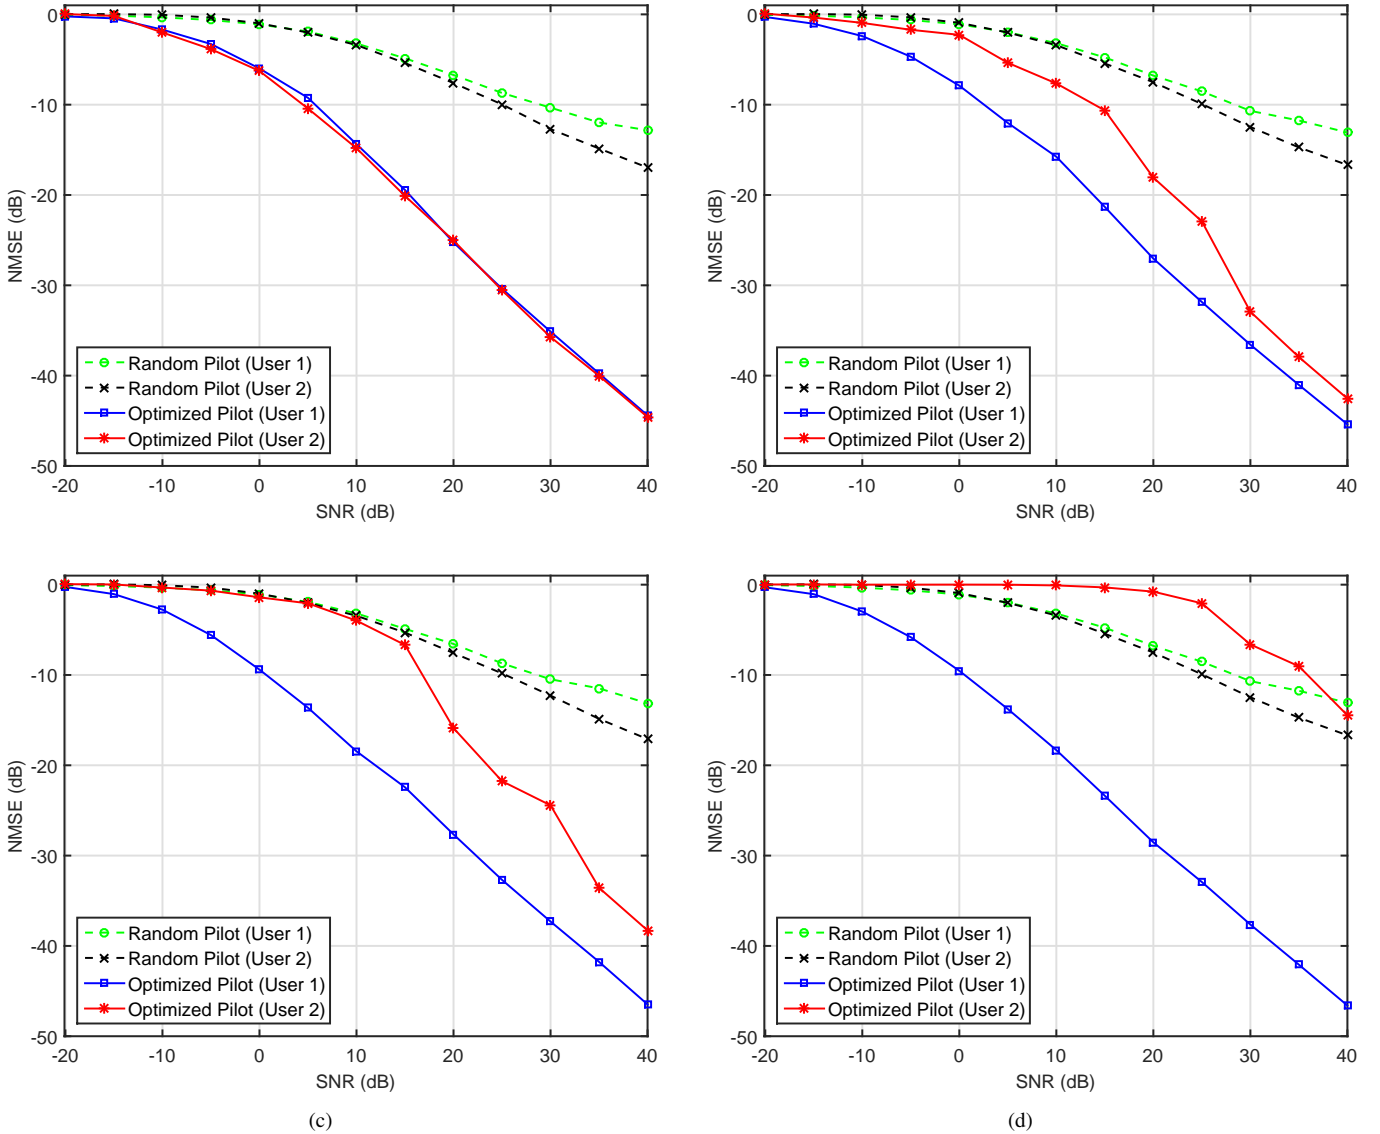 0
-10
-20
-30
-40
-50
NMSE (dB)
Random Pilot (User 1)
Random Pilot (User 2)
Optimized Pilot (User 1)
Optimized Pilot (User 2)
-20 -10 0 10 20 30 40
SNR (dB)
0
-10
-20
-30
-40
-50
NMSE (dB)
Random Pilot (User 1)
Random Pilot (User 2)
Optimized Pilot (User 1)
Optimized Pilot (User 2)
-20 -10 0 10 20 30 40
SNR (dB)
0
-10
-20
-30
-40
-50
NMSE (dB)
Random Pilot (User 1)
Random Pilot (User 2)
Optimized Pilot (User 1)
Optimized Pilot (User 2)
-20 -10 0 10 20 30 40
SNR (dB)
(c)
0
-10
-20
-30
-40
-50
NMSE (dB)
Random Pilot (User 1)
Random Pilot (User 2)
Optimized Pilot (User 1)
Optimized Pilot (User 2)
-20 -10 0 10 20 30 40
SNR (dB)
(d)